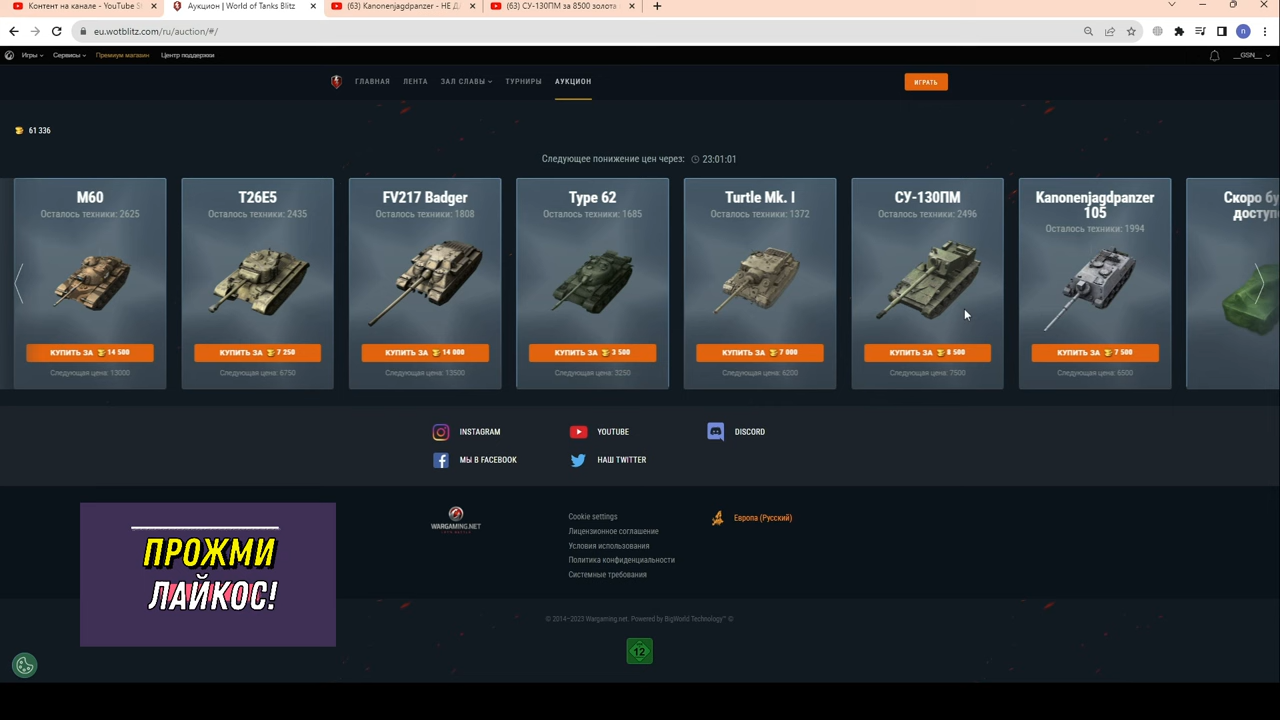 Контент на канале - YouTube S
Аукцион | World of Tanks Blitz
(63) Kanonenjagdpanzer - НЕ Д
(63) СУ-130ПМ за 8500 золота
eu.wotblitz.com/ru/auction/#/
п
Игры
Сервисы
Премиум магазин
Центр поддержки
__GSN__
ГЛАВНАЯ
ЛЕНТА
ЗАЛ СЛАВЫ
ТУРНИРЫ
АУКЦИОН
ИГРАТЬ
61 336
Следующее понижение цен через: 23:01:01
M60
Осталось техники: 2625
КУПИТЬ ЗА 14 500
Следующая цена: 13000
T26E5
Осталось техники: 2435
КУПИТЬ ЗА 7 250
Следующая цена: 6750
FV217 Badger
Осталось техники: 1808
КУПИТЬ ЗА 14 000
Следующая цена: 13500
Type 62
Осталось техники: 1685
КУПИТЬ ЗА 3 500
Следующая цена: 3250
Turtle Mk. I
Осталось техники: 1372
КУПИТЬ ЗА 7 000
Следующая цена: 6200
СУ-130ПМ
Осталось техники: 2496
КУПИТЬ ЗА 8 500
Следующая цена: 7500
Kanonenjagdpanzer
105
Осталось техники: 1994
КУПИТЬ ЗА 7 500
Следующая цена: 6500
Скоро бу
доступ
INSTAGRAM
YOUTUBE
DISCORD
МЫ В FACEBOOK
НАШ TWITTER
WARGAMING.NET
LET'S BATTLE
Cookie settings
Лицензионное соглашение
Условия использования
Политика конфиденциальности
Системные требования
Европа (Русский)
ПРОЖМИ
ЛАЙКОС!
© 2014–2023 Wargaming.net. Powered by BigWorld Technology™ ©
12